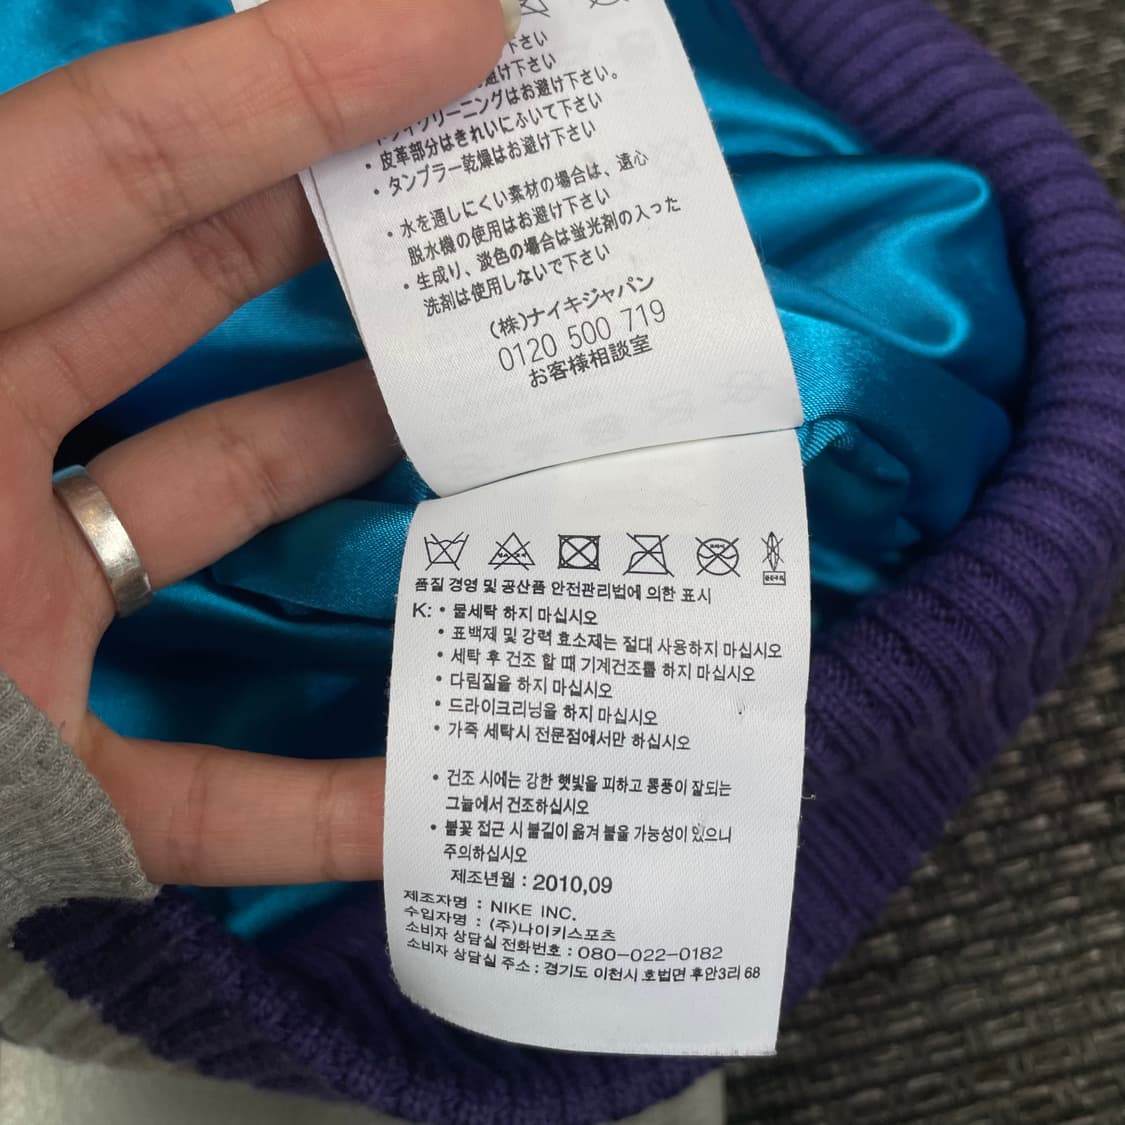 下さい
避け下さい
クリーニングはお避け下さい。
・皮革部分はきれいにふいて下さい
・タンブラー乾燥はお避け下さい
・水を通しにくい素材の場合は、遠心
脱水機の使用はお避け下さい
・生成り、淡色の場合は蛍光剤の入った
洗剤は使用しないで下さい
(株)ナイキジャパン
0120 500 719
お客様相談室
품질 경영 및 공산품 안전관리법에 의한 표시
K: • 물세탁 하지 마십시오
• 표백제 및 강력 효소제는 절대 사용하지 마십시오
• 세탁 후 건조 할 때 기계건조를 하지 마십시오
• 다림질을 하지 마십시오
• 드라이크리닝을 하지 마십시오
• 가죽 세탁시 전문점에서만 하십시오
• 건조 시에는 강한 햇빛을 피하고 통풍이 잘되는
그늘에서 건조하십시오
• 불꽃 접근 시 불길이 옮겨 붙을 가능성이 있으니
주의하십시오
제조년월 : 2010,09
제조자명 : NIKE INC.
수입자명 : (주)나이키스포츠
소비자 상담실 전화번호 : 080-022-0182
소비자 상담실 주소 : 경기도 이천시 호법면 후안3리 68